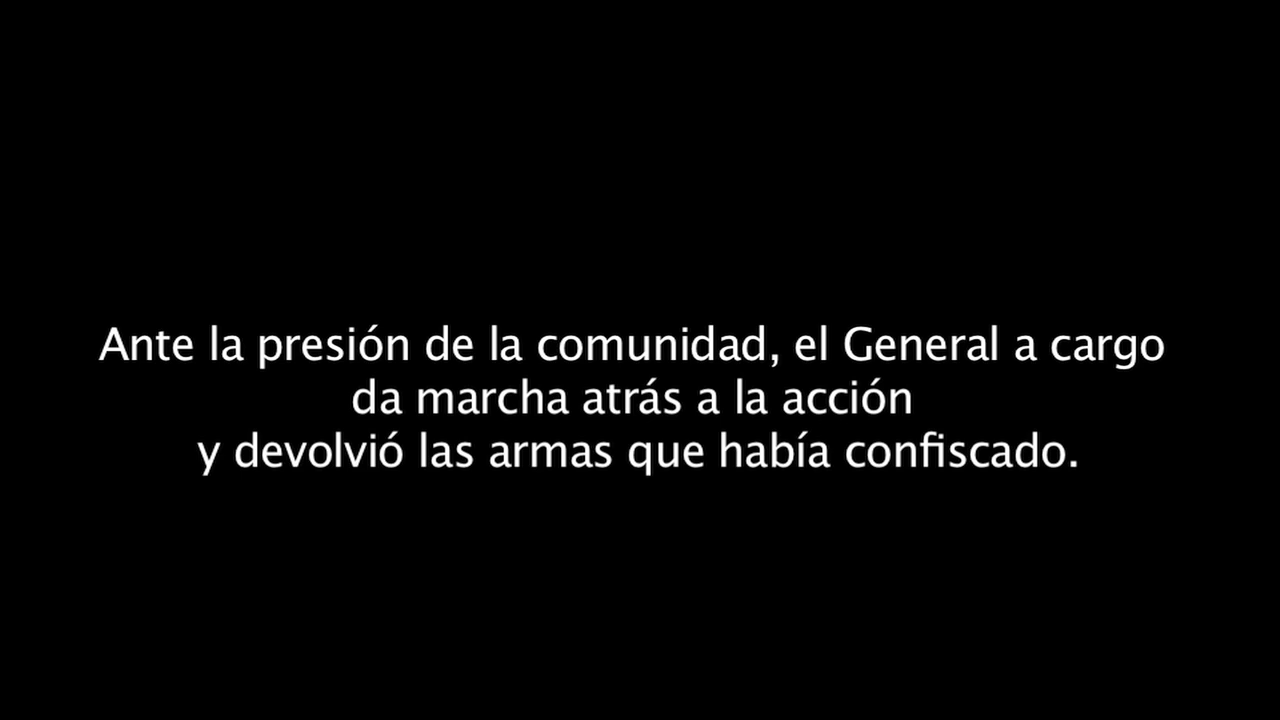 Ante la presión de la comunidad, el General a cargo
da marcha atrás a la acción
y devolvió las armas que había confiscado.